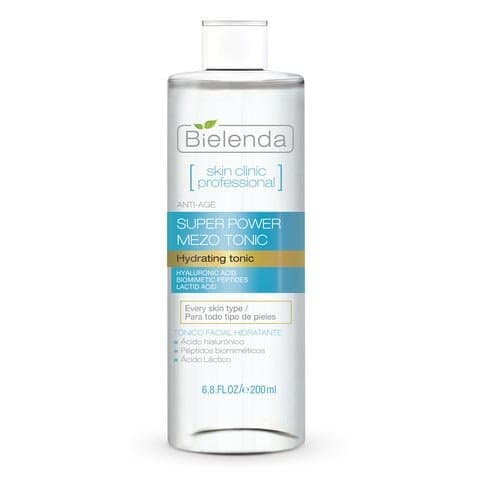 Bielenda
[ skin clinic
professional ]
ANTI-AGE
SUPER POWER
MEZO TONIC
Hydrating tonic
HYALURONIC ACID
BIOMIMETIC PEPTIDES
LACTID ACID
Every skin type /
Para todo tipo de pieles
TÓNICO FACIAL HIDRATANTE
Ácido hialurónico
Péptidos biomiméticos
Ácido Láctico
6.8 FL.OZ/℮200ml